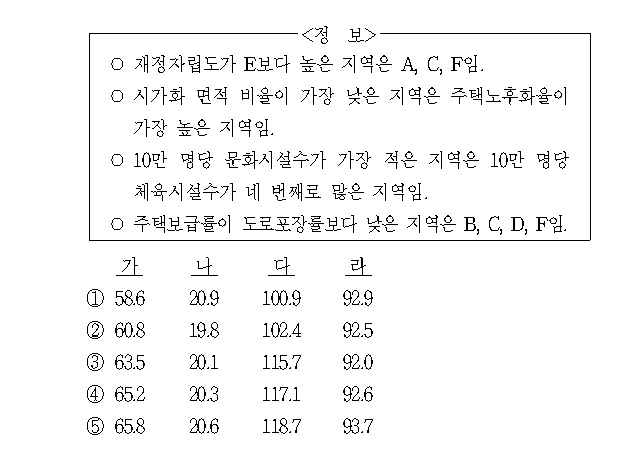 <정 보>
○ 재정자립도가 E보다 높은 지역은 A, C, F임.
○ 시가화 면적 비율이 가장 낮은 지역은 주택노후화율이
가장 높은 지역임.
○ 10만 명당 문화시설수가 가장 적은 지역은 10만 명당
체육시설수가 네 번째로 많은 지역임.
○ 주택보급률이 도로포장률보다 낮은 지역은 B, C, D, F임.
가 나 다 라
① 58.6 20.9 100.9 92.9
② 60.8 19.8 102.4 92.5
③ 63.5 20.1 115.7 92.0
④ 65.2 20.3 117.1 92.6
⑤ 65.8 20.6 118.7 93.7